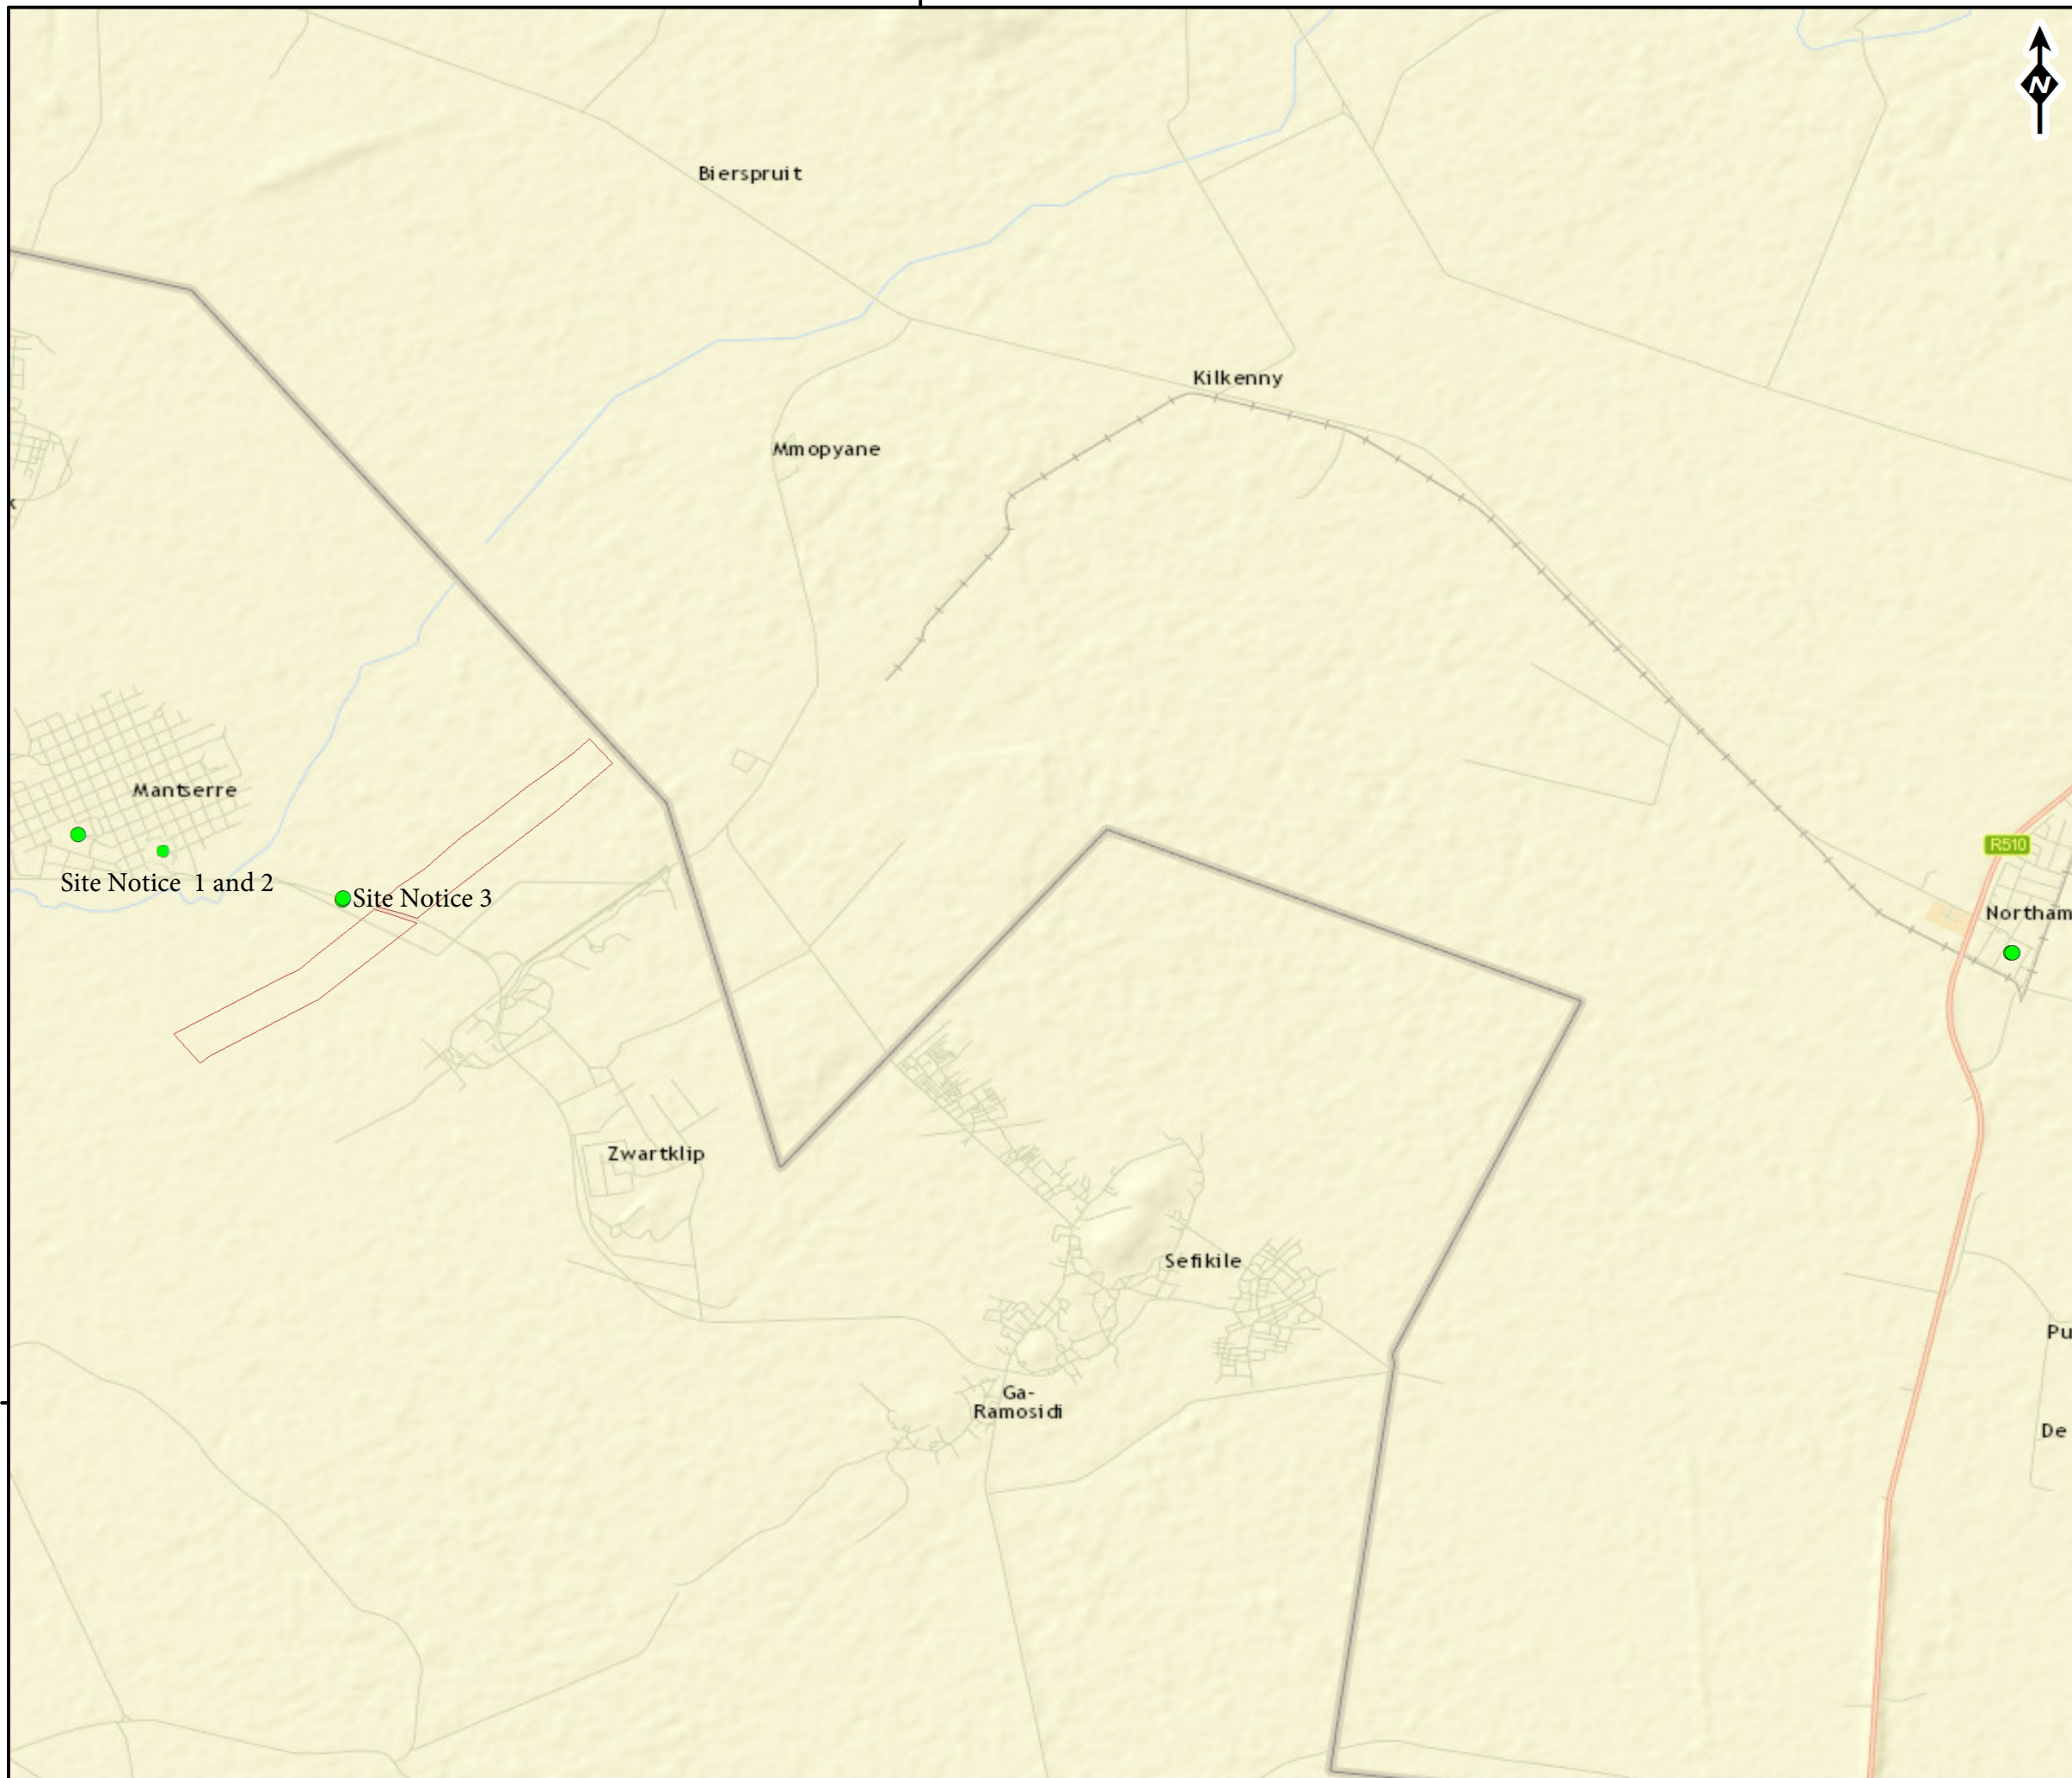 N
Bierspruit
Kilkenny
Mmopyane
Mantserre
R510
Site Notice 1 and 2
Site Notice 3
Northam
Zwartklip
Sefikile
Pu
Ga-
Ramosidi
De